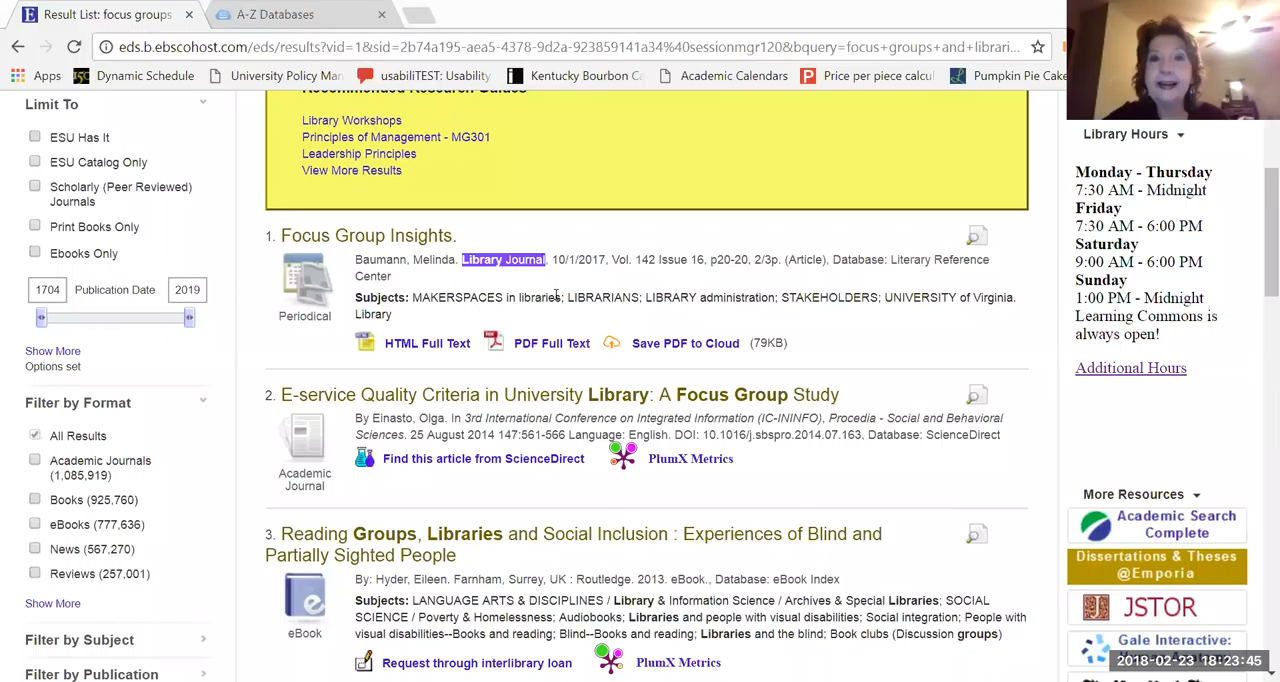 Result List: focus groups
A-Z Databases
eds.b.ebscohost.com/eds/results?vid=1&sid=2b74a195-aea5-4378-9d2a-923859141a34%40sessionmgr120&bquery=focus+groups+and+librari...
Apps
Dynamic Schedule
University Policy Man
usabiliTEST: Usability
Kentucky Bourbon C
Academic Calendars
Price per piece calcul
Pumpkin Pie Cake
Limit To
ESU Has It
ESU Catalog Only
Scholarly (Peer Reviewed)
Journals
Print Books Only
Ebooks Only
1704 Publication Date 2019
Show More
Options set
Filter by Format
All Results
Academic Journals
(1,085,919)
Books (925,760)
eBooks (777,636)
News (567,270)
Reviews (257,001)
Show More
Filter by Subject
Filter by Publication
Recommended Research Guides
Library Workshops
Principles of Management - MG301
Leadership Principles
View More Results
1. Focus Group Insights.
Baumann, Melinda. Library Journal, 10/1/2017, Vol. 142 Issue 16, p20-20, 2/3p. (Article), Database: Literary Reference
Center
Subjects: MAKERSPACES in libraries; LIBRARIANS; LIBRARY administration; STAKEHOLDERS; UNIVERSITY of Virginia.
Library
Periodical
HTML Full Text
PDF Full Text
Save PDF to Cloud (79KB)
2. E-service Quality Criteria in University Library: A Focus Group Study
By Einasto, Olga. In 3rd International Conference on Integrated Information (IC-ININFO), Procedia - Social and Behavioral
Sciences. 25 August 2014 147:561-566 Language: English. DOI: 10.1016/j.sbspro.2014.07.163, Database: ScienceDirect
Find this article from ScienceDirect
PlumX Metrics
Academic
Journal
3. Reading Groups, Libraries and Social Inclusion : Experiences of Blind and
Partially Sighted People
By: Hyder, Eileen. Farnham, Surrey, UK : Routledge. 2013. eBook., Database: eBook Index
Subjects: LANGUAGE ARTS & DISCIPLINES / Library & Information Science / Archives & Special Libraries; SOCIAL
SCIENCE / Poverty & Homelessness; Audiobooks; Libraries and people with visual disabilities; Social integration; People with
visual disabilities--Books and reading; Blind--Books and reading; Libraries and the blind; Book clubs (Discussion groups)
eBook
Request through interlibrary loan
PlumX Metrics
Library Hours
Monday - Thursday
7:30 AM - Midnight
Friday
7:30 AM - 6:00 PM
Saturday
9:00 AM - 6:00 PM
Sunday
1:00 PM - Midnight
Learning Commons is
always open!
Additional Hours
More Resources
Academic Search
Complete
Dissertations & Theses
@Emporia
JSTOR
Gale Interactive:
2018-02-23 18:23:45